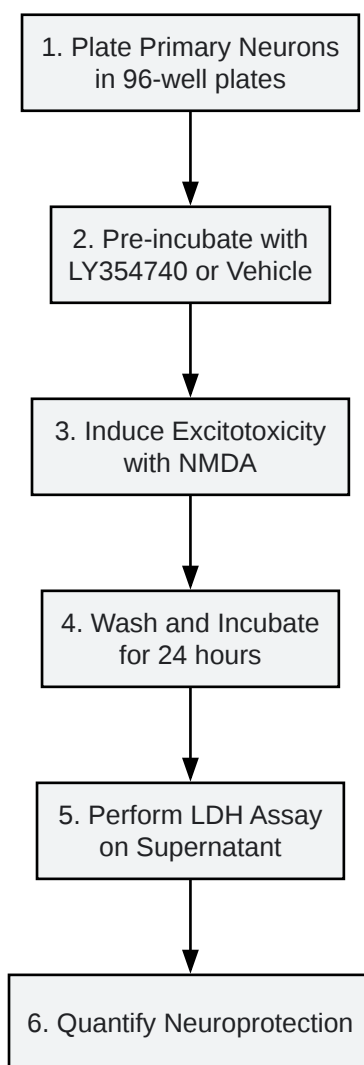 1. Plate Primary Neurons
in 96-well plates
2. Pre-incubate with
LY354740 or Vehicle
3. Induce Excitotoxicity
with NMDA
4. Wash and Incubate
for 24 hours
5. Perform LDH Assay
on Supernatant
6. Quantify Neuroprotection